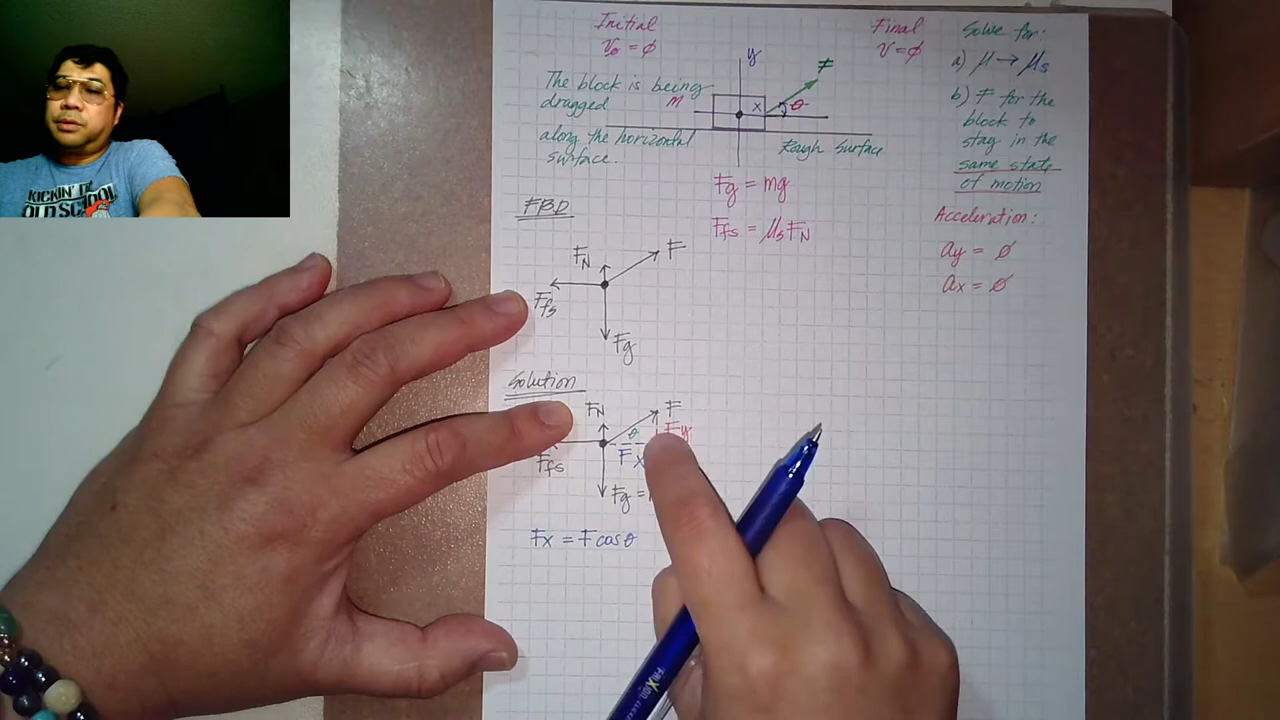 Initial
v₀ = ∅
Final
v = ∅
Solve for:
a) μ → μs
b) F for the
block to
stay in the
same state
of motion
Acceleration:
ay = ∅
ax = ∅
The block is being
dragged
along the horizontal
surface.
m
y
x
F
θ
Rough Surface
Fg = mg
Ffs = μs FN
FBD
FN
F
Ffs
Fg
Solution
FN
F
θ
Fy
Fx
Ffs
Fg =
Fx = F cosθ
KICKIN' IT
OLD SCHOOL